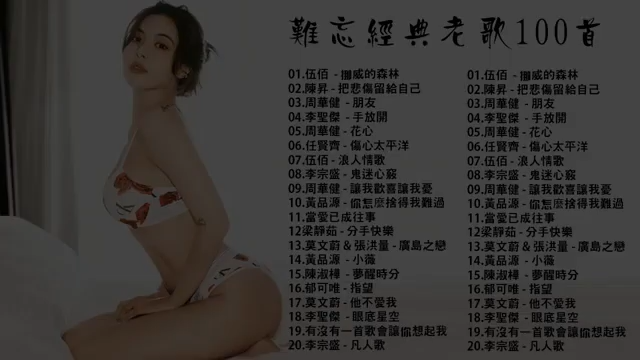 難忘經典老歌100首
01.伍佰 - 挪威的森林
02.陳昇 - 把悲傷留給自己
03.周華健 - 朋友
04.李聖傑 - 手放開
05.周華健 - 花心
06.任賢齊 - 傷心太平洋
07.伍佰 - 浪人情歌
08.李宗盛 - 鬼迷心竅
09.周華健 - 讓我歡喜讓我憂
10.黃品源 - 你怎麼捨得我難過
11.當愛已成往事
12梁靜茹 - 分手快樂
13.莫文蔚 & 張洪量 - 廣島之戀
14.黃品源 - 小薇
15.陳淑樺 - 夢醒時分
16.郁可唯 - 指望
17.莫文蔚 - 他不愛我
18.李聖傑 - 眼底星空
19.有沒有一首歌會讓你想起我
20.李宗盛 - 凡人歌
01.伍佰 - 挪威的森林
02.陳昇 - 把悲傷留給自己
03.周華健 - 朋友
04.李聖傑 - 手放開
05.周華健 - 花心
06.任賢齊 - 傷心太平洋
07.伍佰 - 浪人情歌
08.李宗盛 - 鬼迷心竅
09.周華健 - 讓我歡喜讓我憂
10.黃品源 - 你怎麼捨得我難過
11.當愛已成往事
12梁靜茹 - 分手快樂
13.莫文蔚 & 張洪量 - 廣島之戀
14.黃品源 - 小薇
15.陳淑樺 - 夢醒時分
16.郁可唯 - 指望
17.莫文蔚 - 他不愛我
18.李聖傑 - 眼底星空
19.有沒有一首歌會讓你想起我
20.李宗盛 - 凡人歌